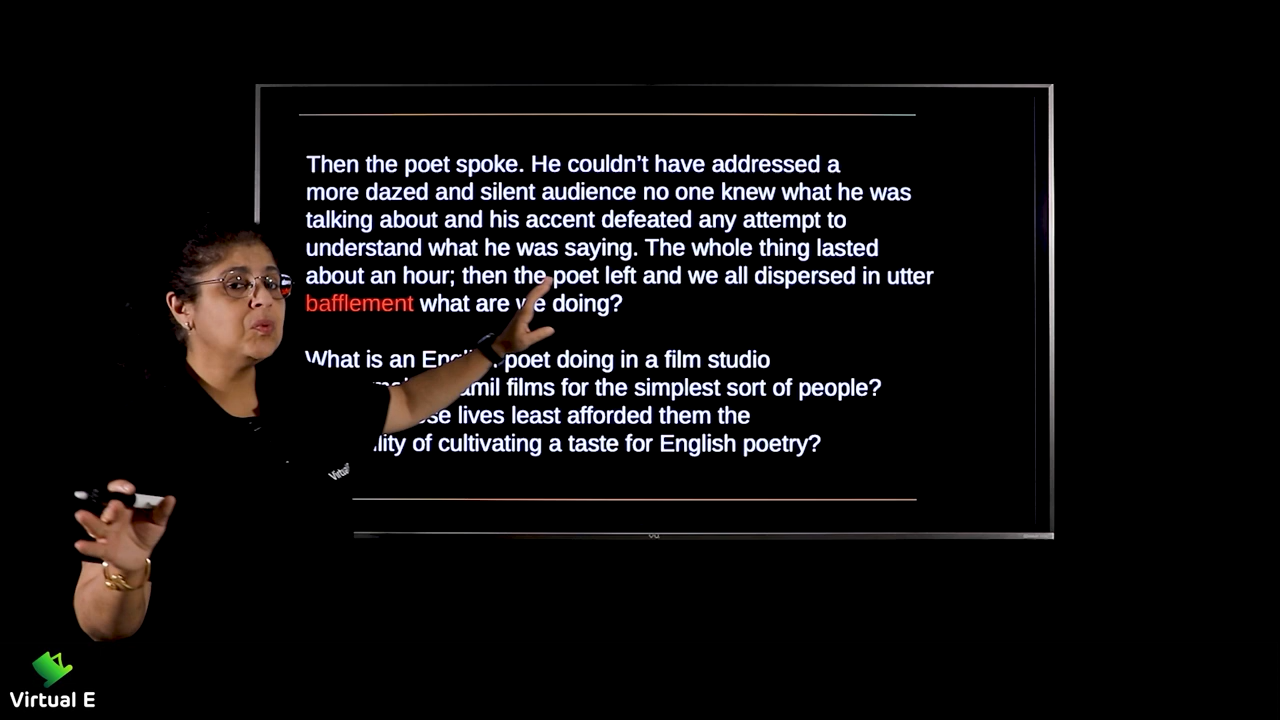 Then the poet spoke. He couldn't have addressed a
more dazed and silent audience no one knew what he was
talking about and his accent defeated any attempt to
understand what he was saying. The whole thing lasted
about an hour; then the poet left and we all dispersed in utter
bafflement what are we doing?
What is an poet doing in a film studio
films for the simplest sort of people?
lives least afforded them the
of cultivating a taste for English poetry?
Virtual E